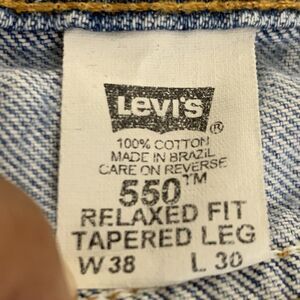 LeVI'S ®
100% COTTON
MADE IN BRAZIL
CARE ON REVERSE
550™
RELAXED FIT
TAPERED LEG
W 38 L 30